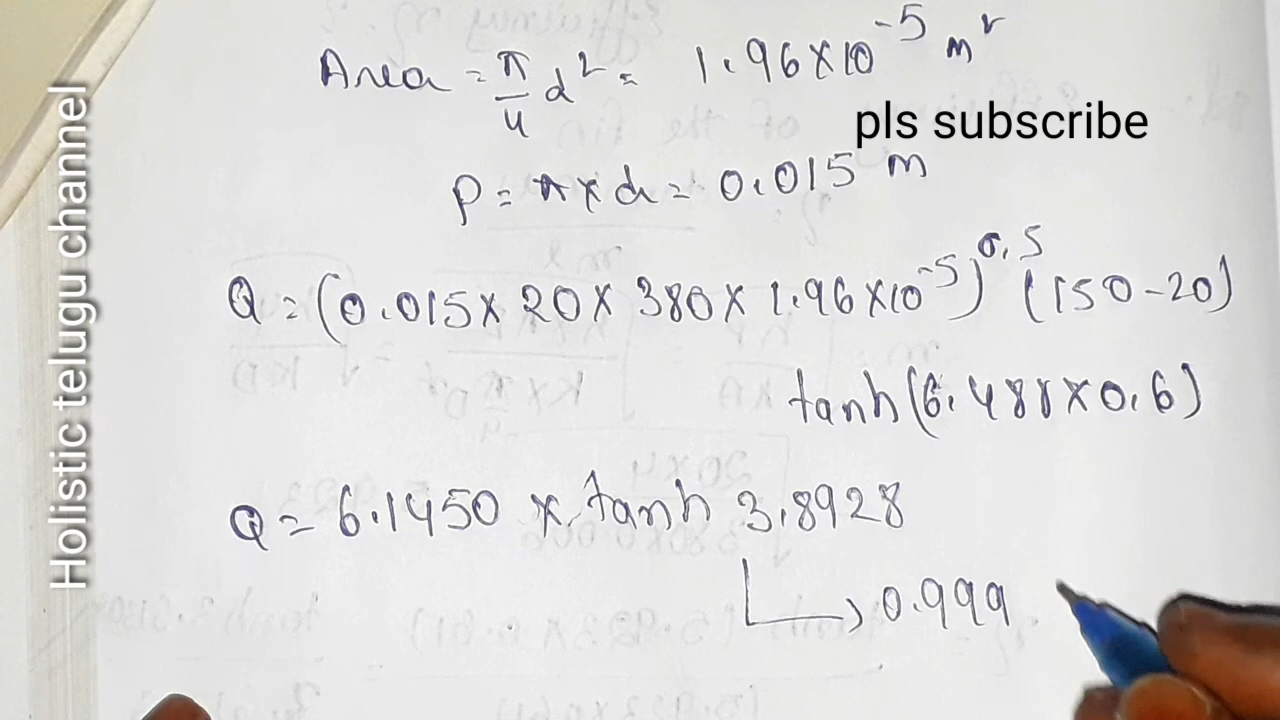 Area = π/4 d² = 1.96×10⁻⁵ m²
pls subscribe
P = π×d = 0.015 m
Q = (0.015× 20× 380× 1.96×10⁻⁵)^0.5 (150-20)
tanh(6.488×0.6)
Q = 6.1450 × tanh 3.8928
↳ 0.999
Holistic telugu channel